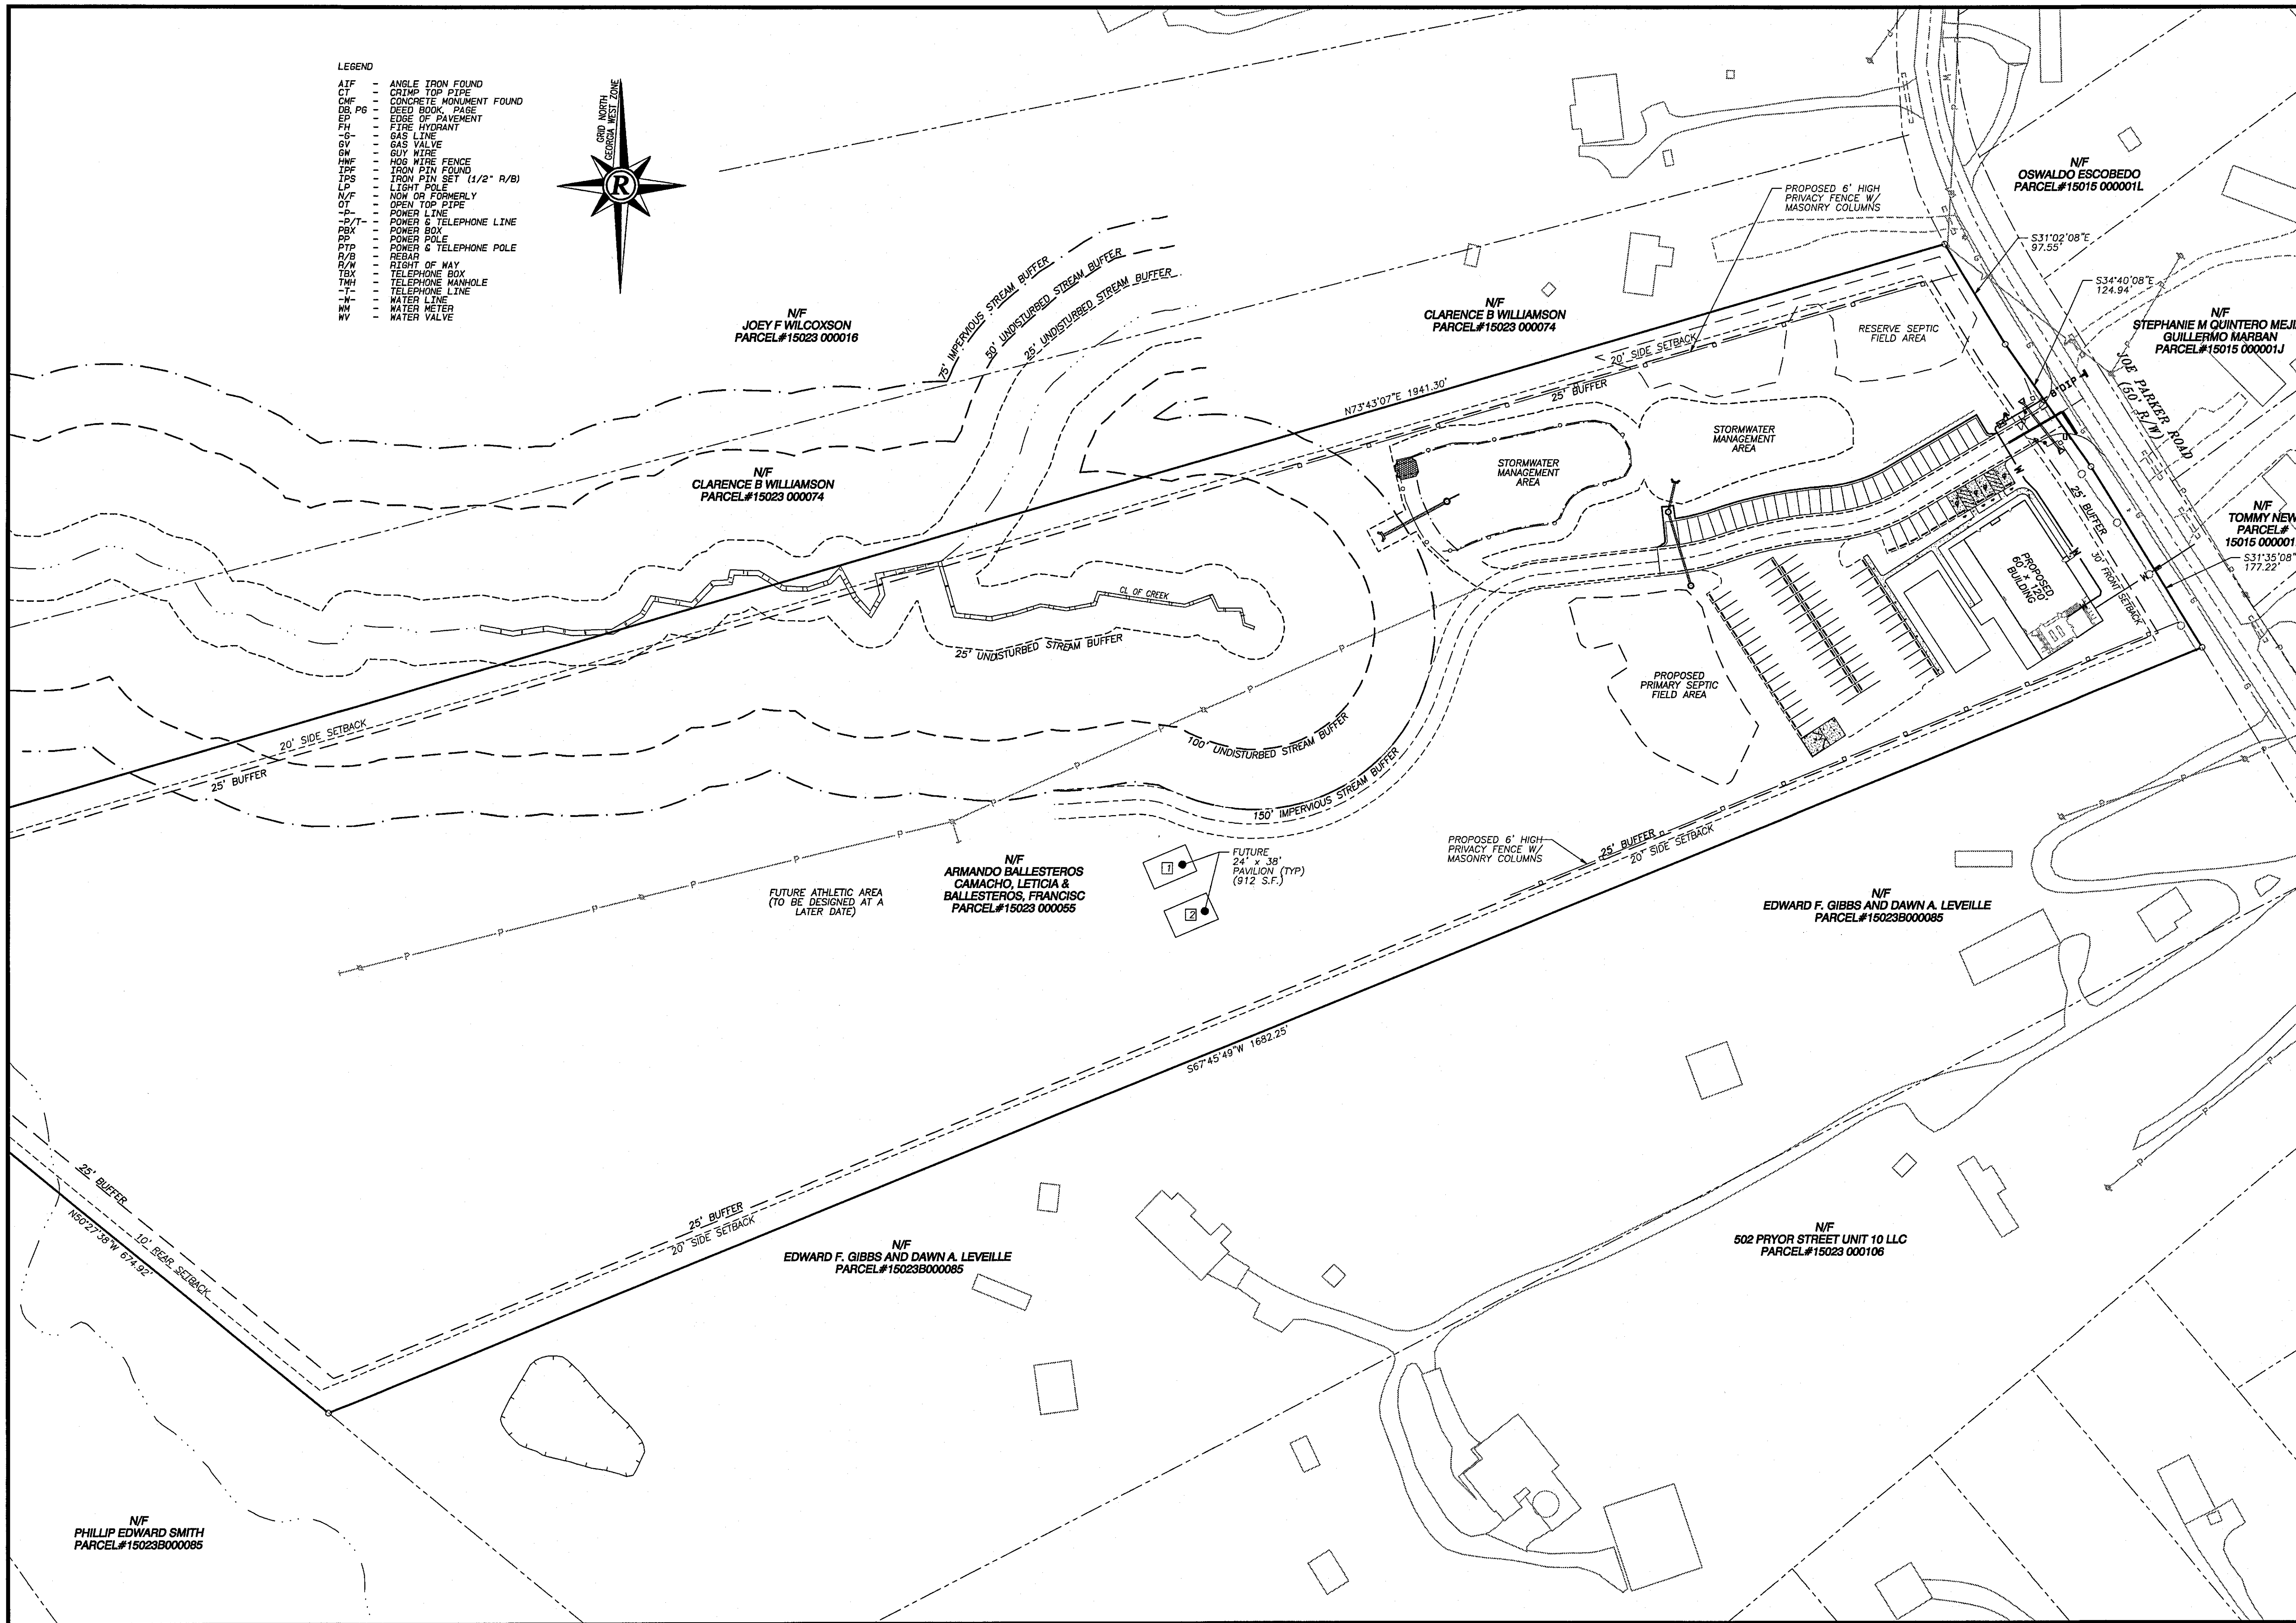 LEGEND
AIF - ANGLE IRON FOUND
CT - CRIMP TOP PIPE
CMF - CONCRETE MONUMENT FOUND
DB, PG - DEED BOOK, PAGE
EP - EDGE OF PAVEMENT
FH - FIRE HYDRANT
-G- - GAS LINE
GV - GAS VALVE
GW - GUY WIRE
HWF - HOG WIRE FENCE
IPF - IRON PIN FOUND
IPS - IRON PIN SET (1/2" R/B)
LP - LIGHT POLE
N/F - NOW OR FORMERLY
OT - OPEN TOP PIPE
-P- - POWER LINE
-P/T- - POWER & TELEPHONE LINE
PBX - POWER BOX
PP - POWER POLE
PTP - POWER & TELEPHONE POLE
R/B - REBAR
R/W - RIGHT OF WAY
TBX - TELEPHONE BOX
TMH - TELEPHONE MANHOLE
-T- - TELEPHONE LINE
-W- - WATER LINE
WM - WATER METER
WV - WATER VALVE
GRID NORTH
GEORGIA WEST ZONE
R
N/F
OSWALDO ESCOBEDO
PARCEL#15015 000001L
PROPOSED 6' HIGH
PRIVACY FENCE W/
MASONRY COLUMNS
S31°02'08"E
97.55'
S34°40'08"E
124.94'
N/F
JOEY F WILCOXSON
PARCEL#15023 000016
75' IMPERVIOUS STREAM BUFFER
50' UNDISTURBED STREAM BUFFER
25' UNDISTURBED STREAM BUFFER
N/F
CLARENCE B WILLIAMSON
PARCEL#15023 000074
RESERVE SEPTIC
FIELD AREA
N/F
STEPHANIE M QUINTERO MEJI
GUILLERMO MARBAN
PARCEL#15015 000001J
JOE PARKER ROAD
(50' R/W)
8" DIP
20' SIDE SETBACK
N73°43'07"E 1941.30'
25' BUFFER
STORMWATER
MANAGEMENT
AREA
STORMWATER
MANAGEMENT
AREA
N/F
CLARENCE B WILLIAMSON
PARCEL#15023 000074
25' BUFFER
30' FRONT SETBACK
N/F
TOMMY NEW
PARCEL#
15015 000001
S31°35'08"
177.22'
PROPOSED
60' x 120'
BUILDING
CL OF CREEK
25' UNDISTURBED STREAM BUFFER
PROPOSED
PRIMARY SEPTIC
FIELD AREA
20' SIDE SETBACK
25' BUFFER
100' UNDISTURBED STREAM BUFFER
150' IMPERVIOUS STREAM BUFFER
PROPOSED 6' HIGH
PRIVACY FENCE W/
MASONRY COLUMNS
25' BUFFER
20' SIDE SETBACK
FUTURE
24' x 38'
PAVILION (TYP)
(912 S.F.)
1
2
FUTURE ATHLETIC AREA
(TO BE DESIGNED AT A
LATER DATE)
N/F
ARMANDO BALLESTEROS
CAMACHO, LETICIA &
BALLESTEROS, FRANCISC
PARCEL#15023 000055
N/F
EDWARD F. GIBBS AND DAWN A. LEVEILLE
PARCEL#15023B000085
S67°45'49"W 1682.25'
25' BUFFER
N50°27'38"W 674.92'
10' REAR SETBACK
25' BUFFER
20' SIDE SETBACK
N/F
EDWARD F. GIBBS AND DAWN A. LEVEILLE
PARCEL#15023B000085
N/F
502 PRYOR STREET UNIT 10 LLC
PARCEL#15023 000106
N/F
PHILLIP EDWARD SMITH
PARCEL#15023B000085